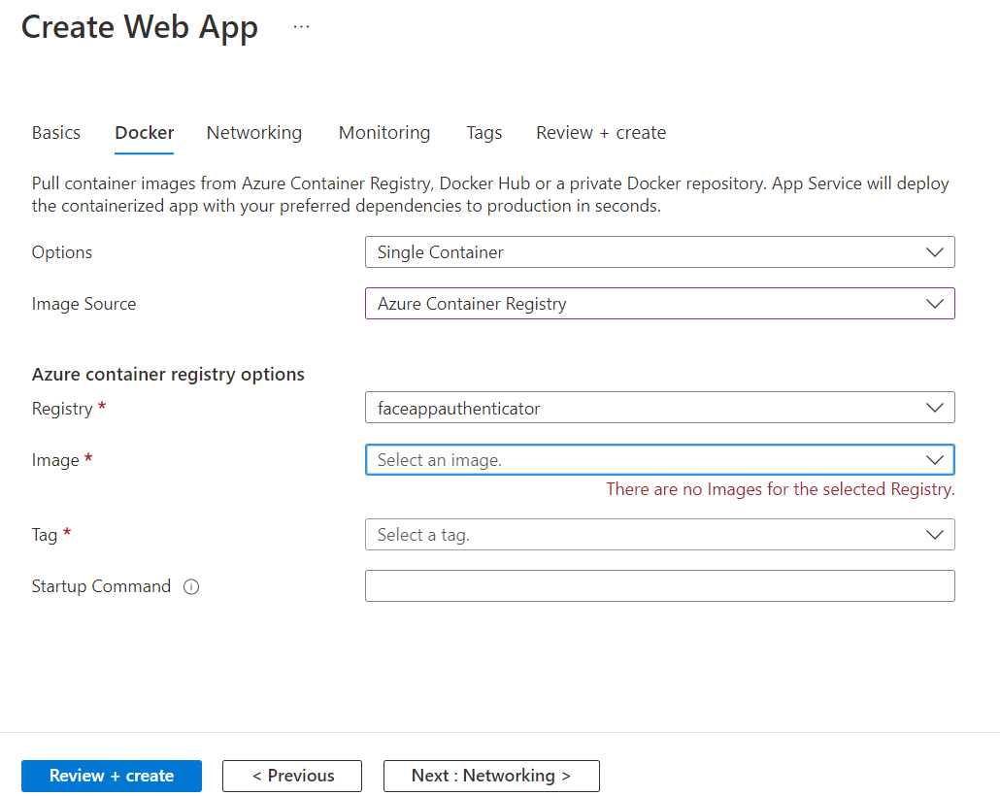 Create Web App ...
Basics Docker Networking Monitoring Tags Review + create
Pull container images from Azure Container Registry, Docker Hub or a private Docker repository. App Service will deploy
the containerized app with your preferred dependencies to production in seconds.
Options Single Container
Image Source Azure Container Registry
Azure container registry options
Registry * faceappauthenticator
Image * Select an image.
There are no Images for the selected Registry.
Tag * Select a tag.
Startup Command
Review + create < Previous Next : Networking >